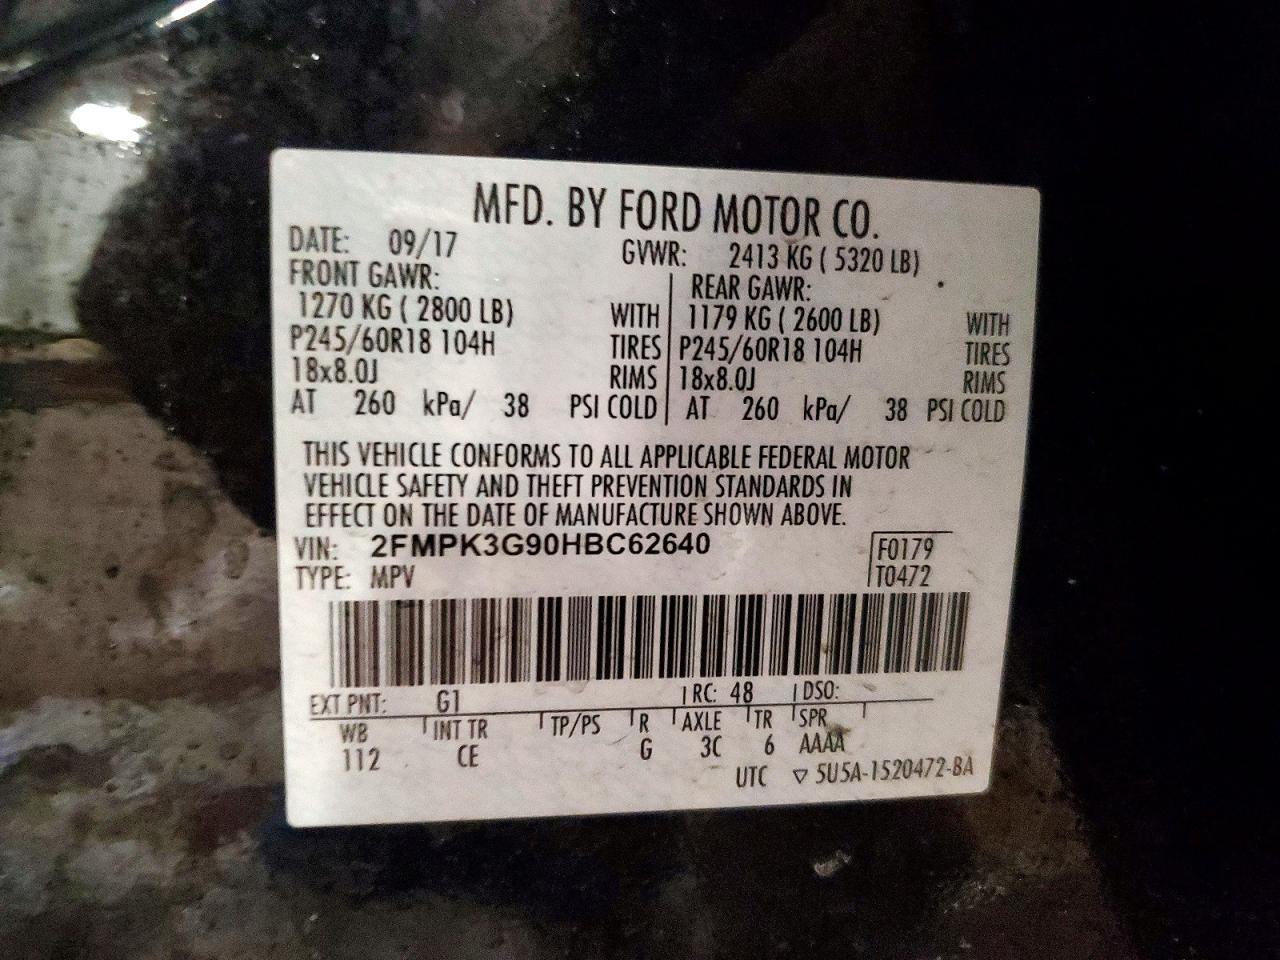 MFD. BY FORD MOTOR CO.
DATE: 09/17 GVWR: 2413 KG ( 5320 LB)
FRONT GAWR: REAR GAWR:
1270 KG ( 2800 LB) WITH 1179 KG ( 2600 LB) WITH
P245/60R18 104H TIRES P245/60R18 104H TIRES
18x8.0J RIMS 18x8.0J RIMS
AT 260 kPa/ 38 PSI COLD AT 260 kPa/ 38 PSI COLD
THIS VEHICLE CONFORMS TO ALL APPLICABLE FEDERAL MOTOR
VEHICLE SAFETY AND THEFT PREVENTION STANDARDS IN
EFFECT ON THE DATE OF MANUFACTURE SHOWN ABOVE.
VIN: 2FMPK3G90HBC62640 F0179
TYPE: MPV T0472
EXT PNT: G1 RC: 48 DSO:
WB INT TR TP/PS R AXLE TR SPR
112 CE G 3C 6 AAAA
UTC ▽ 5U5A-1520472-BA